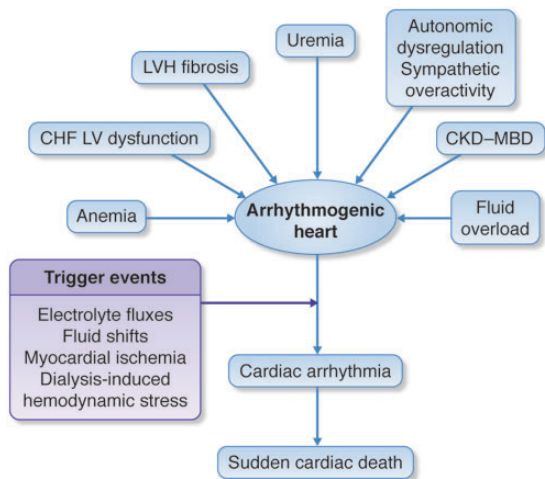 Uremia
Autonomic
dysregulation
Sympathetic
overactivity
LVH fibrosis
CHF LV dysfunction
CKD–MBD
Anemia
Arrhythmogenic
heart
Fluid
overload
Trigger events
Electrolyte fluxes
Fluid shifts
Myocardial ischemia
Dialysis-induced
hemodynamic stress
Cardiac arrhythmia
Sudden cardiac death